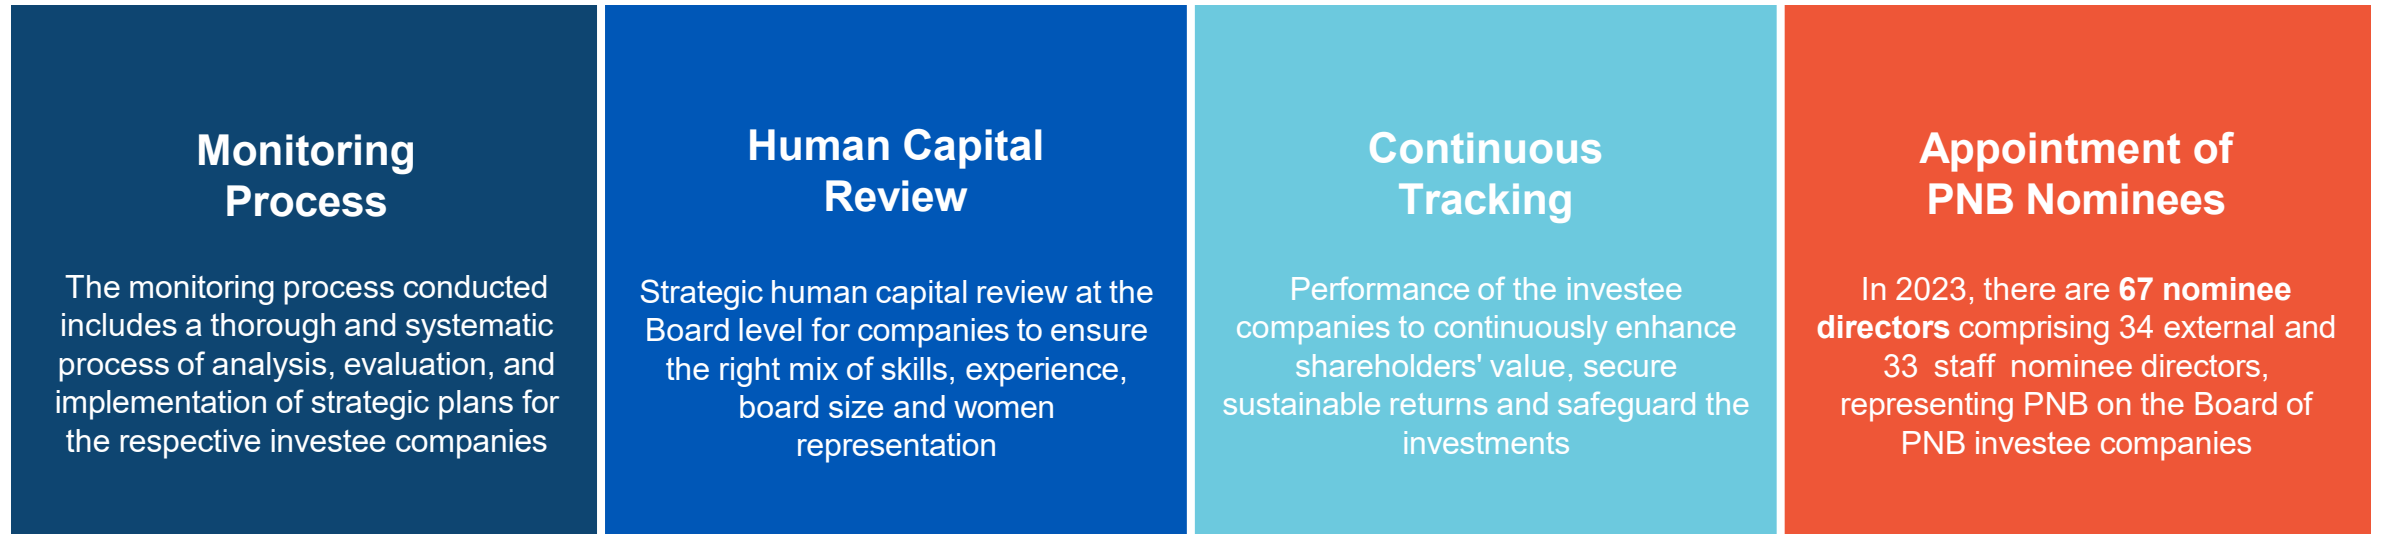 Monitoring
Process
The monitoring process conducted
includes a thorough and systematic
process of analysis, evaluation, and
implementation of strategic plans for
the respective investee companies
Human Capital
Review
Strategic human capital review at the
Board level for companies to ensure
the right mix of skills, experience,
board size and women
representation
Continuous
Tracking
Performance of the investee
companies to continuously enhance
shareholders' value, secure
sustainable returns and safeguard the
investments
Appointment of
PNB Nominees
In 2023, there are 67 nominee
directors comprising 34 external and
33 staff nominee directors,
representing PNB on the Board of
PNB investee companies